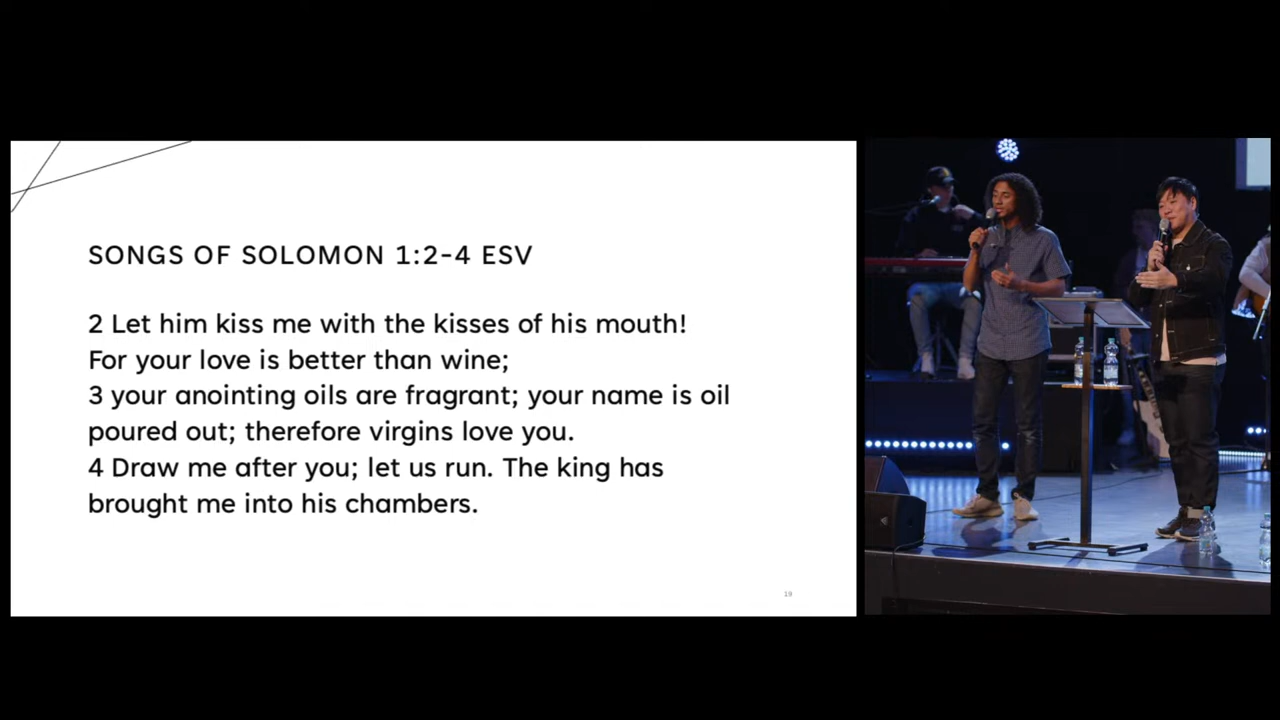 SONGS OF SOLOMON 1:2-4 ESV
2 Let him kiss me with the kisses of his mouth!
For your love is better than wine;
3 your anointing oils are fragrant; your name is oil
poured out; therefore virgins love you.
4 Draw me after you; let us run. The king has
brought me into his chambers.
19